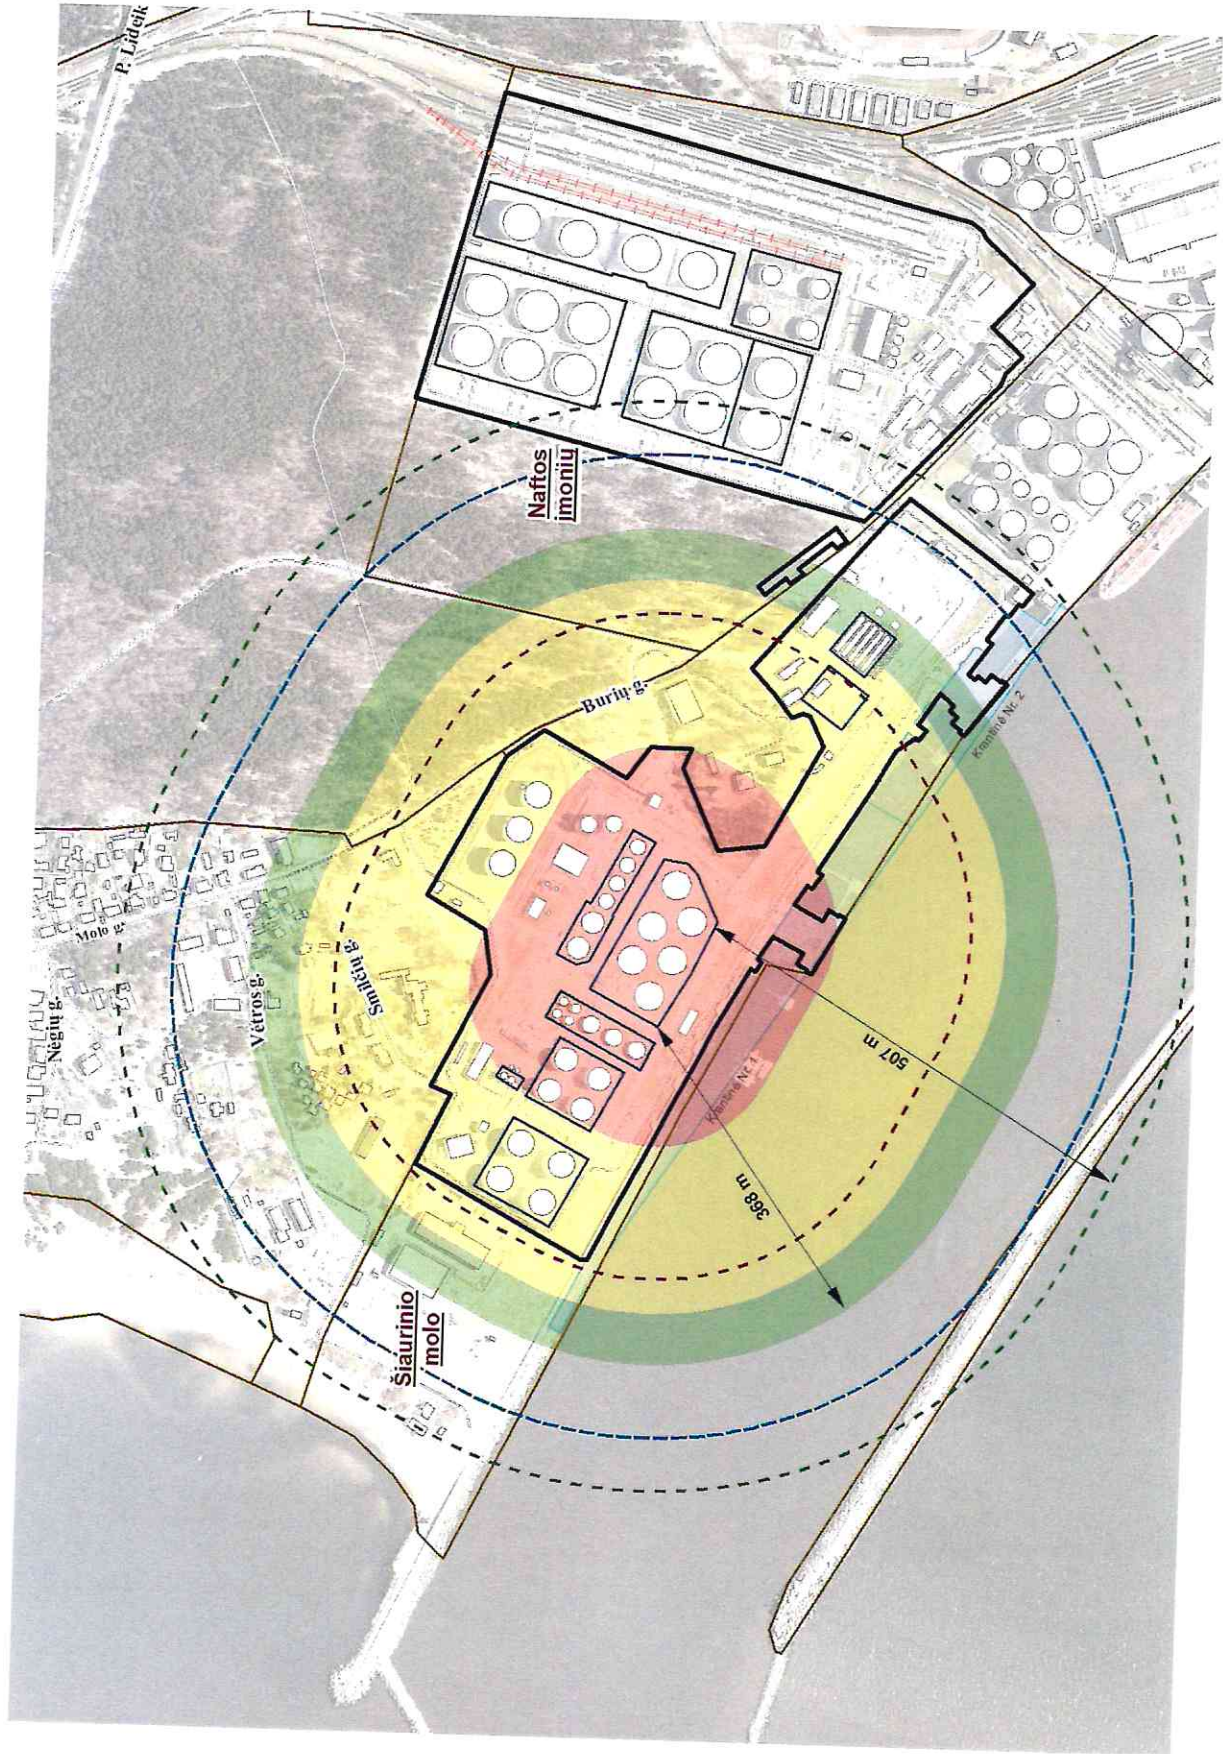 P. Lideik
Naftos
įmonių
Burių g.
Molo g.
Nėgių g.
Vėtros g.
Smilčių g.
Krantinė Nr. 2
Krantinė Nr. 1
507 m
368 m
Šiaurinio
molo